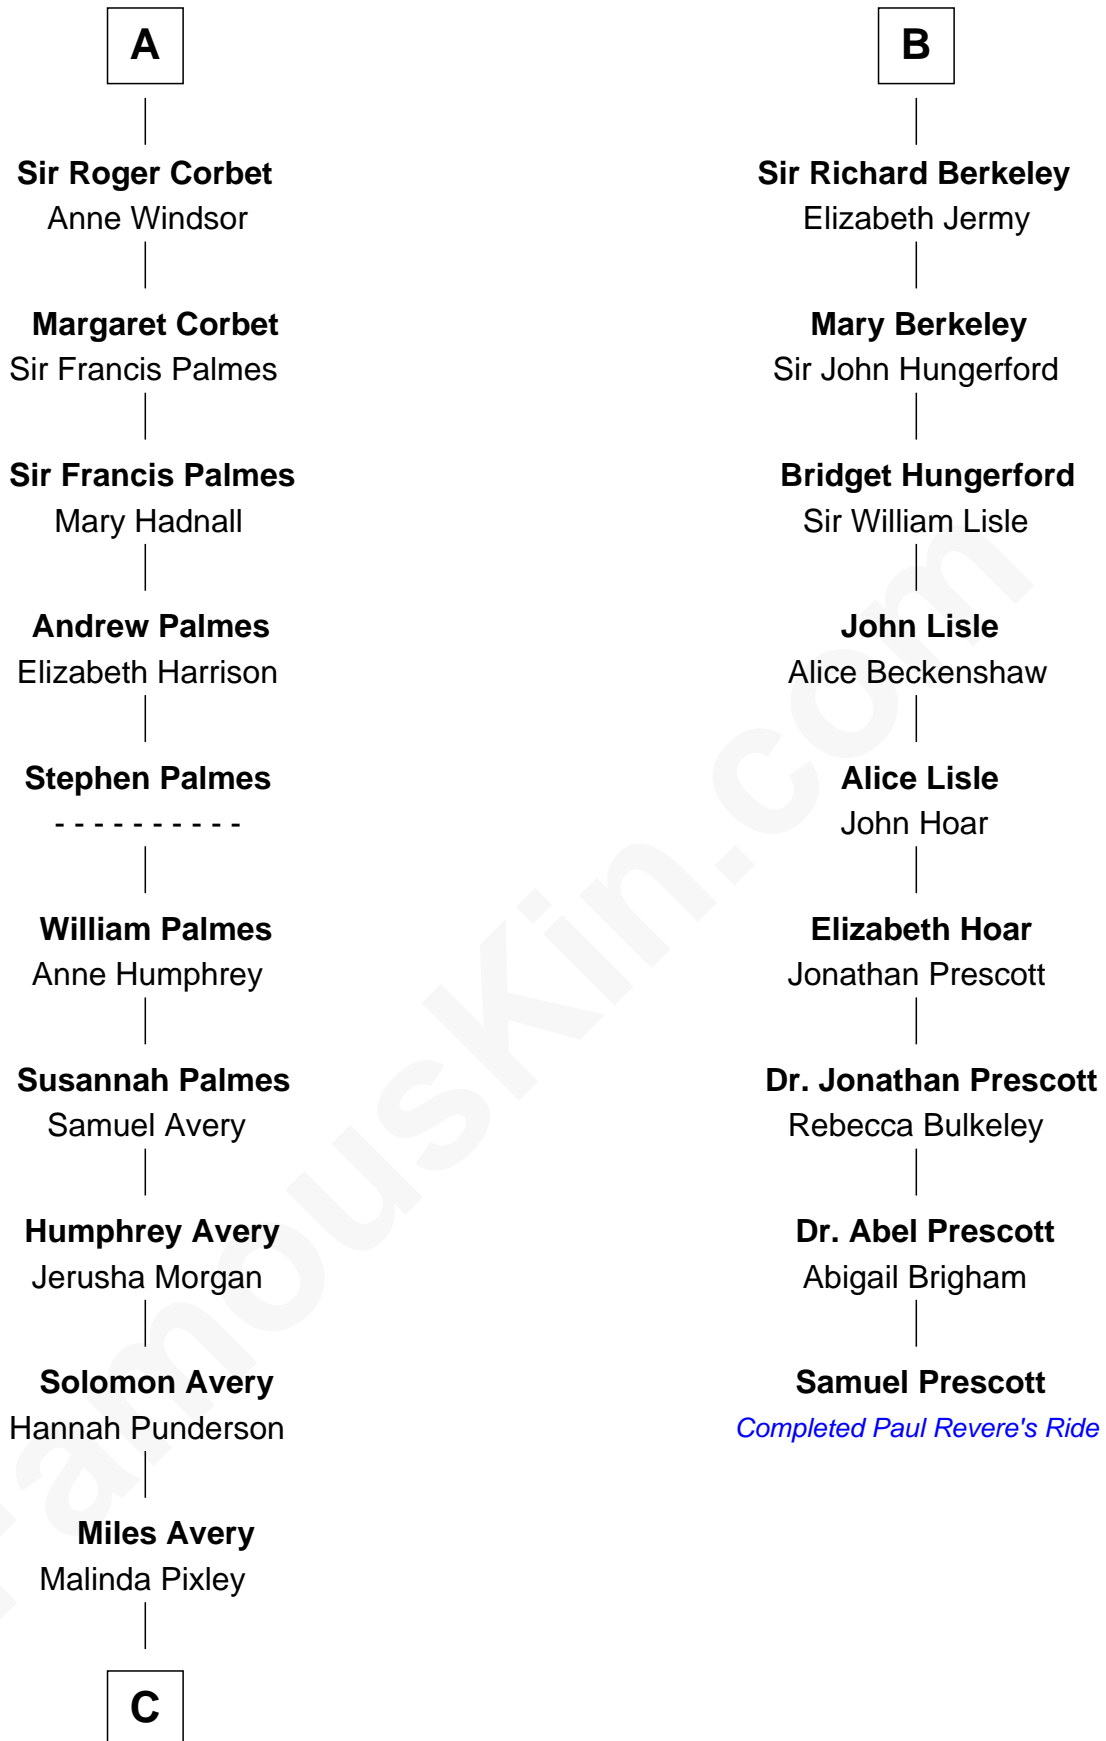 A
Sir Roger Corbet
Anne Windsor
Margaret Corbet
Sir Francis Palmes
Sir Francis Palmes
Mary Hadnall
Andrew Palmes
Elizabeth Harrison
Stephen Palmes
- - - - - - - - - -
William Palmes
Anne Humphrey
Susannah Palmes
Samuel Avery
Humphrey Avery
Jerusha Morgan
Solomon Avery
Hannah Punderson
Miles Avery
Malinda Pixley
C
B
Sir Richard Berkeley
Elizabeth Jermy
Mary Berkeley
Sir John Hungerford
Bridget Hungerford
Sir William Lisle
John Lisle
Alice Beckenshaw
Alice Lisle
John Hoar
Elizabeth Hoar
Jonathan Prescott
Dr. Jonathan Prescott
Rebecca Bulkeley
Dr. Abel Prescott
Abigail Brigham
Samuel Prescott
Completed Paul Revere's Ride
FamousKin.com